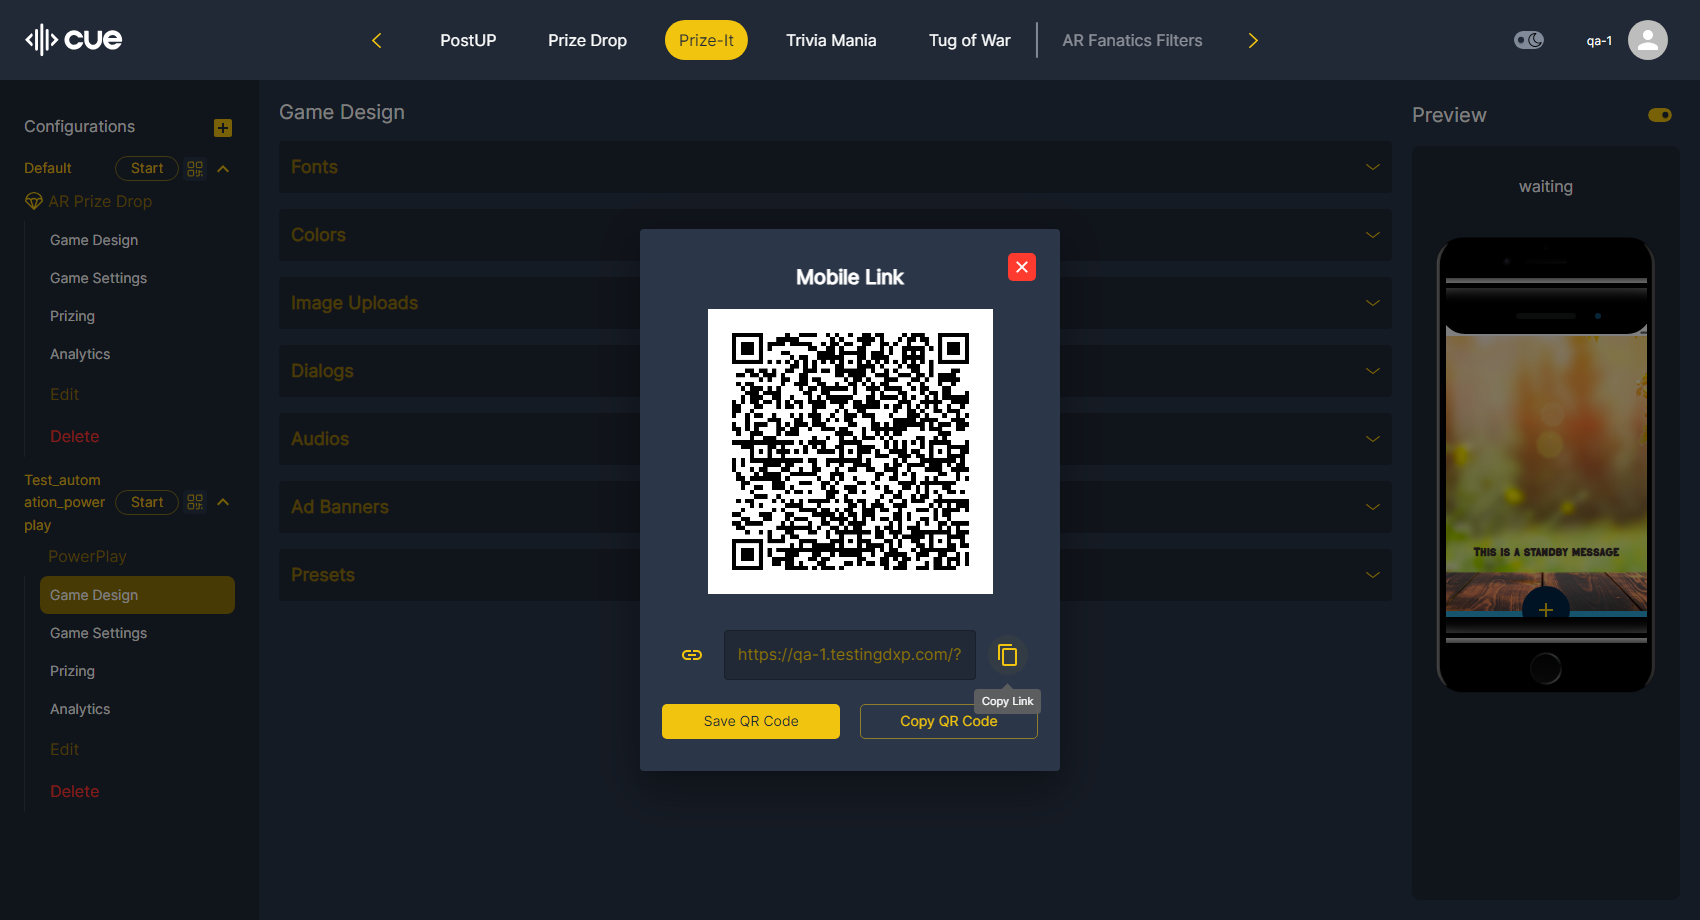 cue
PostUP
Prize Drop
Prize-It
Trivia Mania
Tug of War
AR Fanatics Filters
qa-1
Configurations
Default
Start
AR Prize Drop
Game Design
Game Settings
Prizing
Analytics
Edit
Delete
Test_autom
ation_power
play
Start
PowerPlay
Game Design
Game Settings
Prizing
Analytics
Edit
Delete
Game Design
Fonts
Colors
Image Uploads
Dialogs
Audios
Ad Banners
Presets
Mobile Link
https://qa-1.testingdxp.com/?
Copy Link
Save QR Code
Copy QR Code
Preview
waiting
This is a standby message